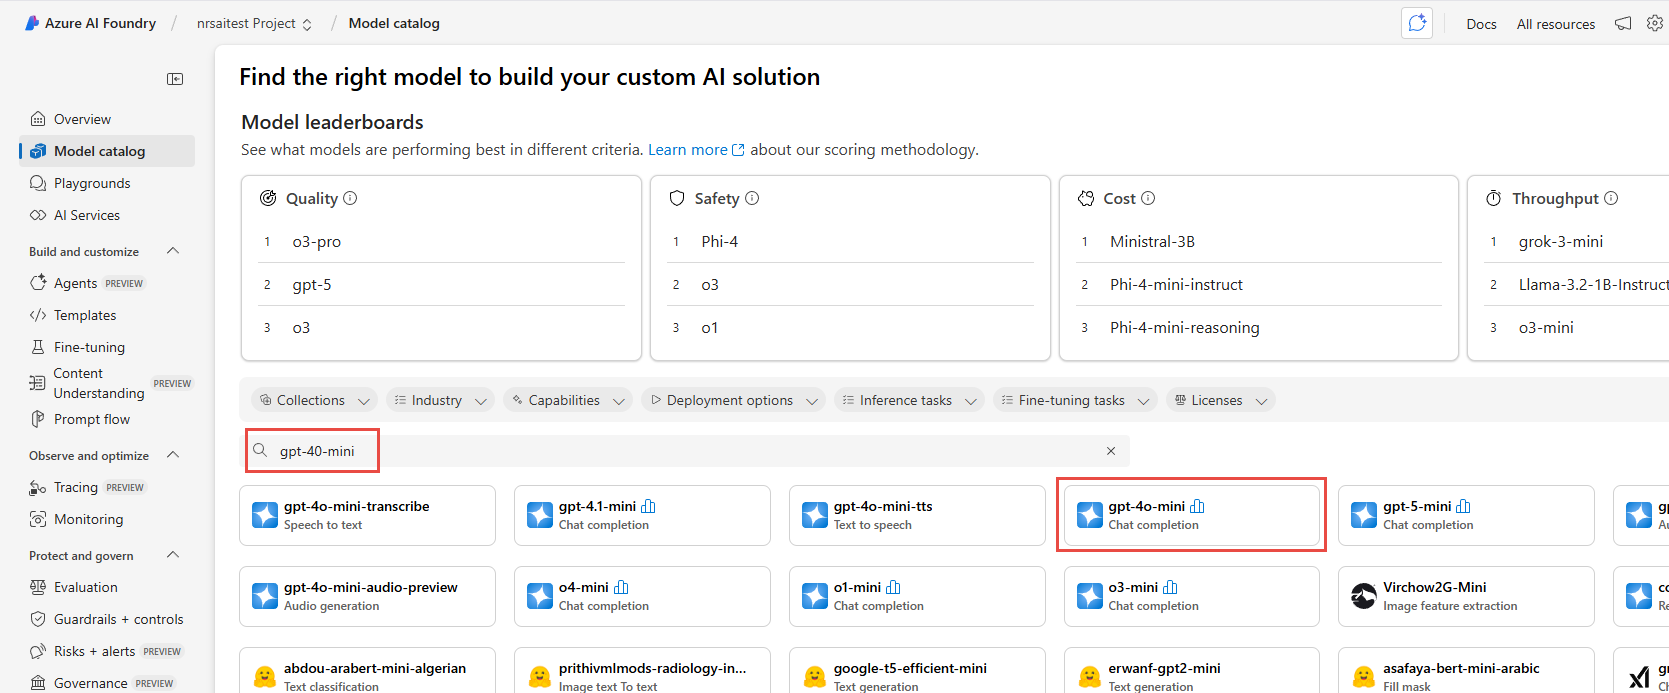 Azure AI Foundry / nrsaitest Project / Model catalog
Docs All resources
Find the right model to build your custom AI solution
Overview
Model catalog
Playgrounds
AI Services
Build and customize
Agents PREVIEW
Templates
Fine-tuning
Content
Understanding PREVIEW
Prompt flow
Observe and optimize
Tracing PREVIEW
Monitoring
Protect and govern
Evaluation
Guardrails + controls
Risks + alerts PREVIEW
Governance PREVIEW
Model leaderboards
See what models are performing best in different criteria. Learn more about our scoring methodology.
Quality
1 o3-pro
2 gpt-5
3 o3
Safety
1 Phi-4
2 o3
3 o1
Cost
1 Ministral-3B
2 Phi-4-mini-instruct
3 Phi-4-mini-reasoning
Throughput
1 grok-3-mini
2 Llama-3.2-1B-Instruct
3 o3-mini
Collections Industry Capabilities Deployment options Inference tasks Fine-tuning tasks Licenses
gpt-40-mini
gpt-4o-mini-transcribe
Speech to text
gpt-4.1-mini
Chat completion
gpt-4o-mini-tts
Text to speech
gpt-4o-mini
Chat completion
gpt-5-mini
Chat completion
gpt-4o-mini-audio-preview
Audio generation
o4-mini
Chat completion
o1-mini
Chat completion
o3-mini
Chat completion
Virchow2G-Mini
Image feature extraction
abdou-arabert-mini-algerian
Text classification
prithivmlmods-radiology-in...
Image text To text
google-t5-efficient-mini
Text generation
erwanf-gpt2-mini
Text generation
asafaya-bert-mini-arabic
Fill mask